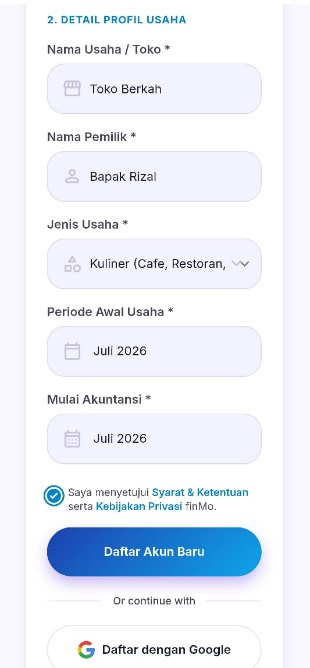 2. DETAIL PROFIL USAHA
Nama Usaha / Toko *
Toko Berkah
Nama Pemilik *
Bapak Rizal
Jenis Usaha *
Kuliner (Cafe, Restoran,
Periode Awal Usaha *
Juli 2026
Mulai Akuntansi *
Juli 2026
Saya menyetujui Syarat & Ketentuan
serta Kebijakan Privasi finMo.
Daftar Akun Baru
Or continue with
Daftar dengan Google